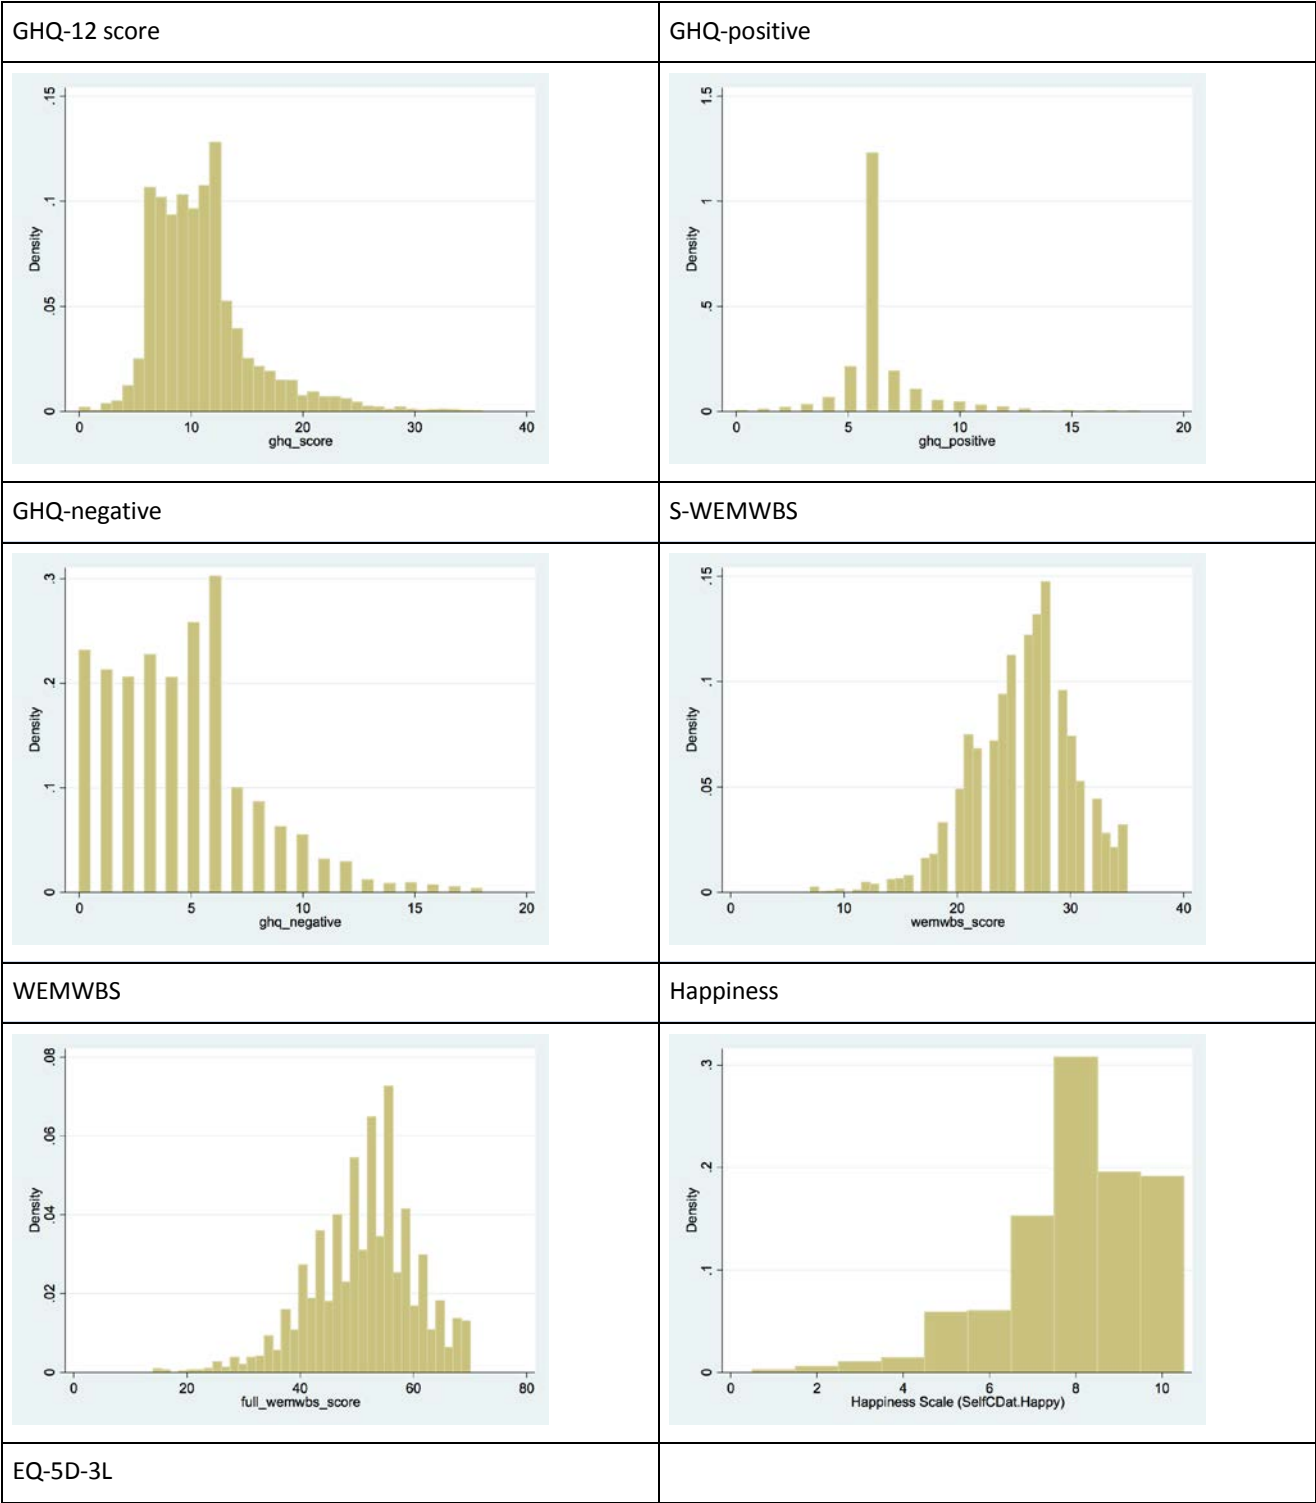 GHQ-12 score
GHQ-positive
.15
.1
.05
0
Density
0 10 20 30 40
ghq_score
1.5
1
.5
0
Density
0 5 10 15 20
ghq_positive
GHQ-negative
S-WEMWBS
.3
.2
.1
0
Density
0 5 10 15 20
ghq_negative
.15
.1
.05
0
Density
0 10 20 30 40
wemwbs_score
WEMWBS
Happiness
.08
.06
.04
.02
0
Density
0 20 40 60 80
full_wemwbs_score
.3
.2
.1
0
Density
0 2 4 6 8 10
Happiness Scale (SelfCDat.Happy)
EQ-5D-3L